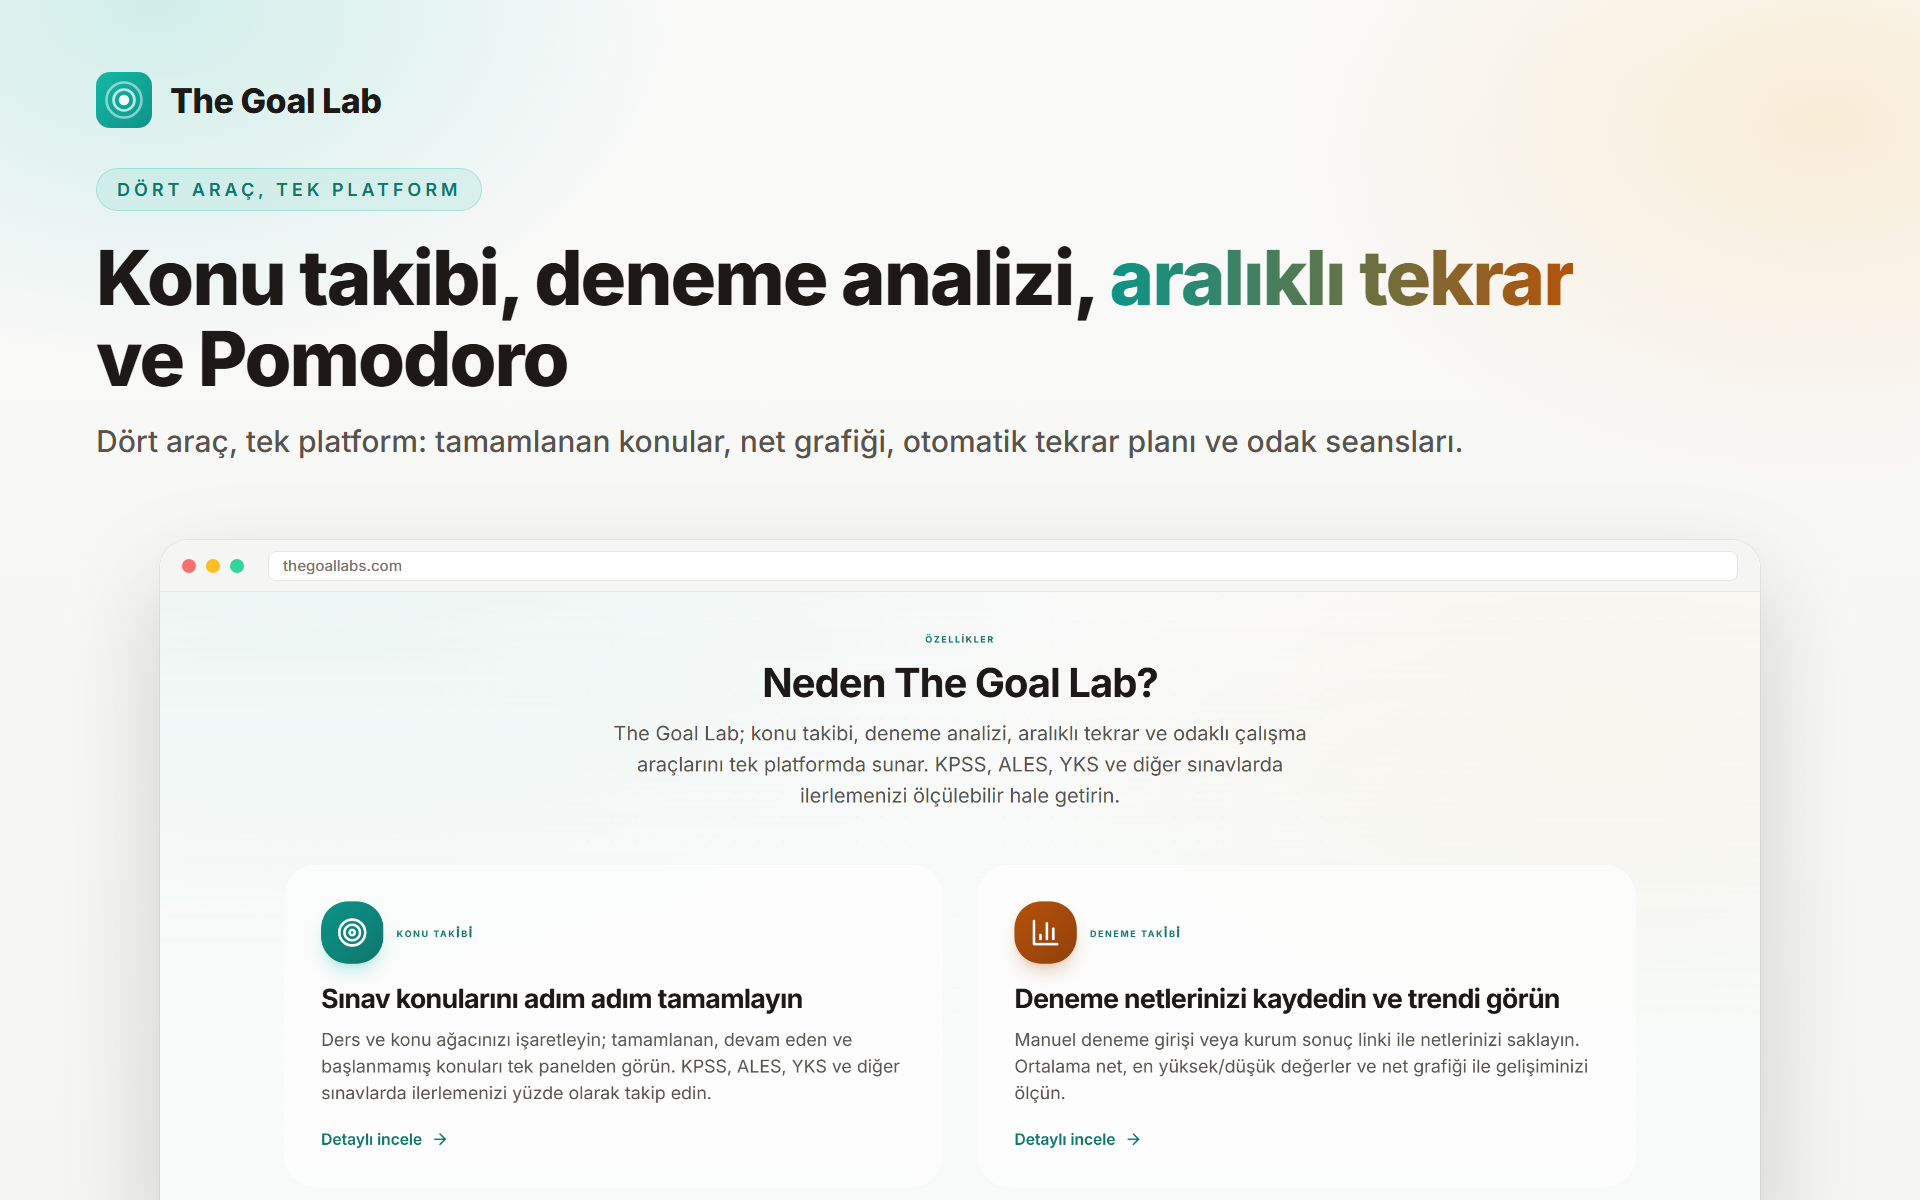 The Goal Lab
DÖRT ARAÇ, TEK PLATFORM
Konu takibi, deneme analizi, aralıklı tekrar
ve Pomodoro
Dört araç, tek platform: tamamlanan konular, net grafiği, otomatik tekrar planı ve odak seansları.
thegoallabs.com
ÖZELLİKLER
Neden The Goal Lab?
The Goal Lab; konu takibi, deneme analizi, aralıklı tekrar ve odaklı çalışma
araçlarını tek platformda sunar. KPSS, ALES, YKS ve diğer sınavlarda
ilerlemenizi ölçülebilir hale getirin.
KONU TAKİBİ
Sınav konularını adım adım tamamlayın
Ders ve konu ağacınızı işaretleyin; tamamlanan, devam eden ve
başlanmamış konuları tek panelden görün. KPSS, ALES, YKS ve diğer
sınavlarda ilerlemenizi yüzde olarak takip edin.
Detaylı incele
DENEME TAKİBİ
Deneme netlerinizi kaydedin ve trendi görün
Manuel deneme girişi veya kurum sonuç linki ile netlerinizi saklayın.
Ortalama net, en yüksek/düşük değerler ve net grafiği ile gelişiminizi
ölçün.
Detaylı incele